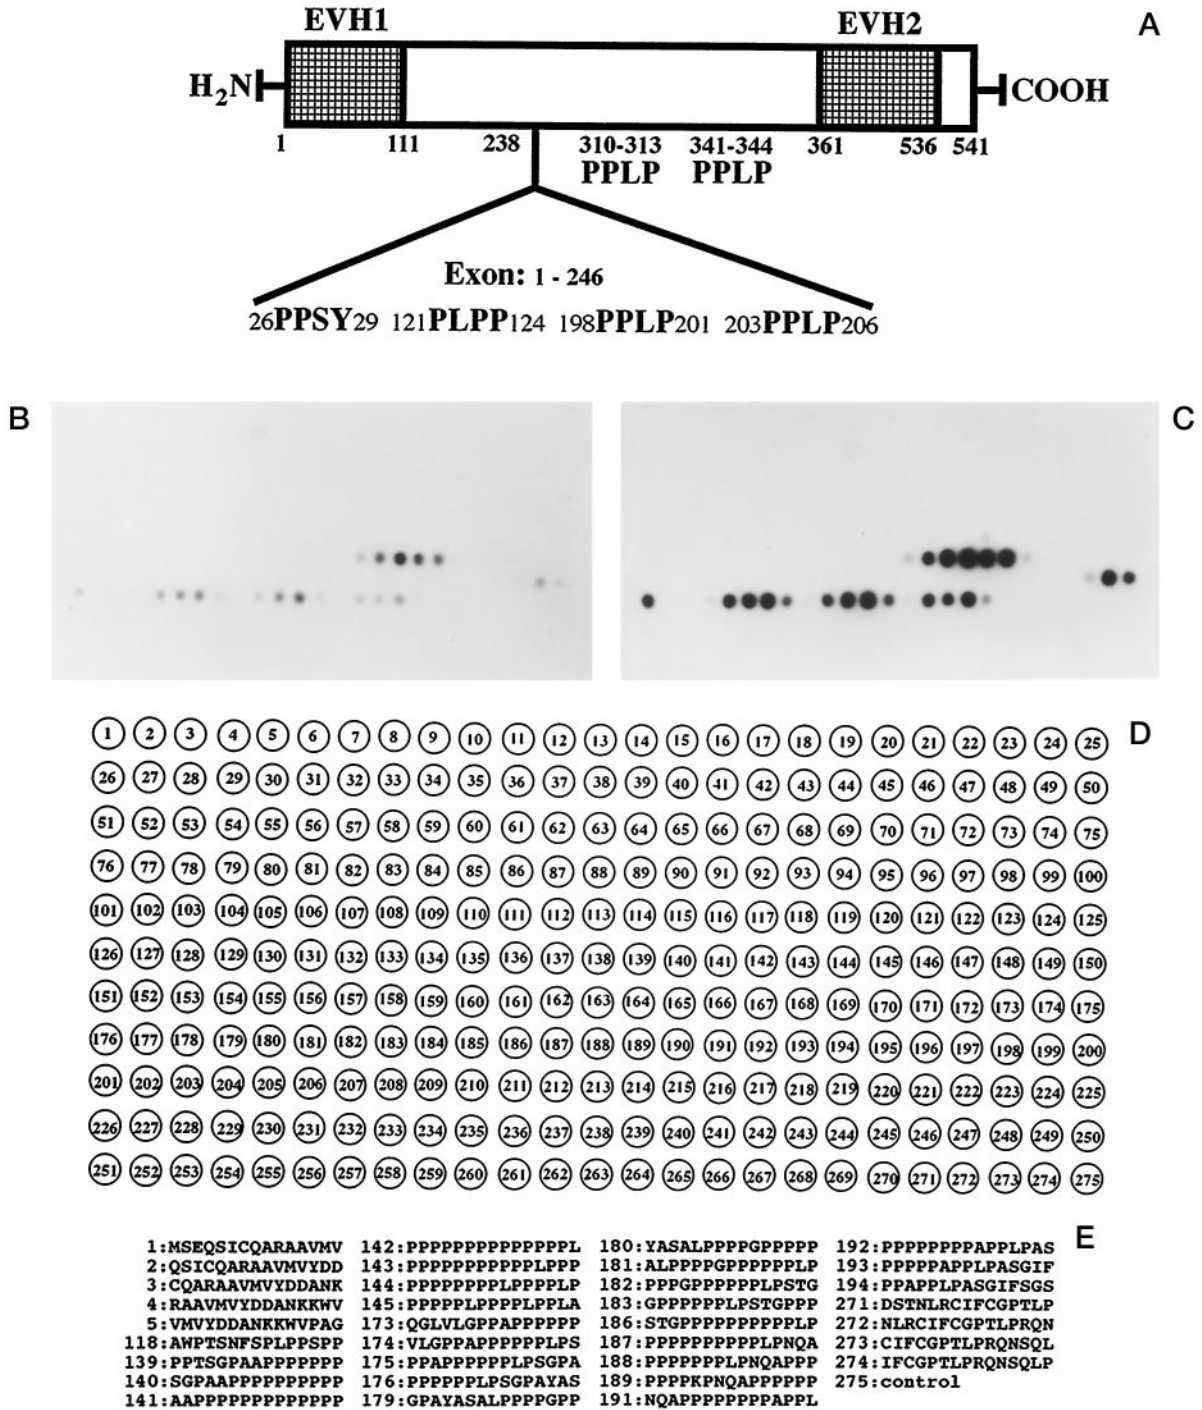 EVH1
EVH2
A
H2N
COOH
1 111 238 310-313 341-344 361 536 541
PPLP PPLP
Exon: 1 - 246
26PPSY29 121PLPP124 198PPLP201 203PPLP206
B
C
D
1 2 3 4 5 6 7 8 9 10 11 12 13 14 15 16 17 18 19 20 21 22 23 24 25
26 27 28 29 30 31 32 33 34 35 36 37 38 39 40 41 42 43 44 45 46 47 48 49 50
51 52 53 54 55 56 57 58 59 60 61 62 63 64 65 66 67 68 69 70 71 72 73 74 75
76 77 78 79 80 81 82 83 84 85 86 87 88 89 90 91 92 93 94 95 96 97 98 99 100
101 102 103 104 105 106 107 108 109 110 111 112 113 114 115 116 117 118 119 120 121 122 123 124 125
126 127 128 129 130 131 132 133 134 135 136 137 138 139 140 141 142 143 144 145 146 147 148 149 150
151 152 153 154 155 156 157 158 159 160 161 162 163 164 165 166 167 168 169 170 171 172 173 174 175
176 177 178 179 180 181 182 183 184 185 186 187 188 189 190 191 192 193 194 195 196 197 198 199 200
201 202 203 204 205 206 207 208 209 210 211 212 213 214 215 216 217 218 219 220 221 222 223 224 225
226 227 228 229 230 231 232 233 234 235 236 237 238 239 240 241 242 243 244 245 246 247 248 249 250
251 252 253 254 255 256 257 258 259 260 261 262 263 264 265 266 267 268 269 270 271 272 273 274 275
E
1:MSEQSICQARAAVMV 142:PPPPPPPPPPPPPPL 180:YASALPPPPGPPPPP 192:PPPPPPPPAPPLPAS
2:QSICQARAAVMVYDD 143:PPPPPPPPPPPLPPP 181:ALPPPPGPPPPPPLP 193:PPPPPAPPLPASGIF
3:CQARAAVMVYDDANK 144:PPPPPPPPLPPPPLP 182:PPPGPPPPPPLPSTG 194:PPAPPLPASGIFSGS
4:RAAVMVYDDANKKWV 145:PPPPPLPPPPLPPLA 183:GPPPPPPLPSTGPPP 271:DSTNLRCIFCGPTLP
5:VMVYDDANKKWVPAG 173:QGLVLGPPAPPPPPP 186:STGPPPPPPPPPPLP 272:NLRCIFCGPTLPRQN
118:AWPTSNFSPLPPSPP 174:VLGPPAPPPPPPLPS 187:PPPPPPPPPPLPNQA 273:CIFCGPTLPRQNSQL
139:PPTSGPAAPPPPPPP 175:PPAPPPPPPLPSGPA 188:PPPPPPPLPNQAPPP 274:IFCGPTLPRQNSQLP
140:SGPAAPPPPPPPPPP 176:PPPPPPLPSGPAYAS 189:PPPPKPNQAPPPPPP 275:control
141:AAPPPPPPPPPPPPP 179:GPAYASALPPPPGPP 191:NQAPPPPPPPPAPPL